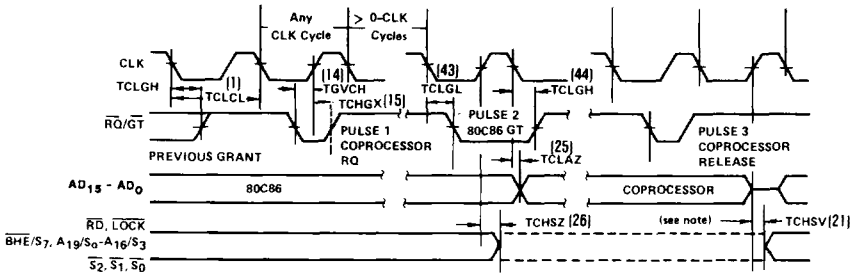 Any CLK Cycle
> 0-CLK Cycles
CLK
TCLGH
(1)
TCLCL
(14)
TGVCH
TCHGX (15)
(43)
TCLGL
(44)
TCLGH
RQ/GT
PREVIOUS GRANT
PULSE 1
COPROCESSOR
RQ
PULSE 2
80C86 GT
PULSE 3
COPROCESSOR
RELEASE
(25)
TCLAZ
AD15 - AD0
80C86
COPROCESSOR
RD, LOCK
BHE/S7, A19/S6-A16/S3
S2, S1, S0
TCHSZ (26)
(see note)
TCHSV (21)